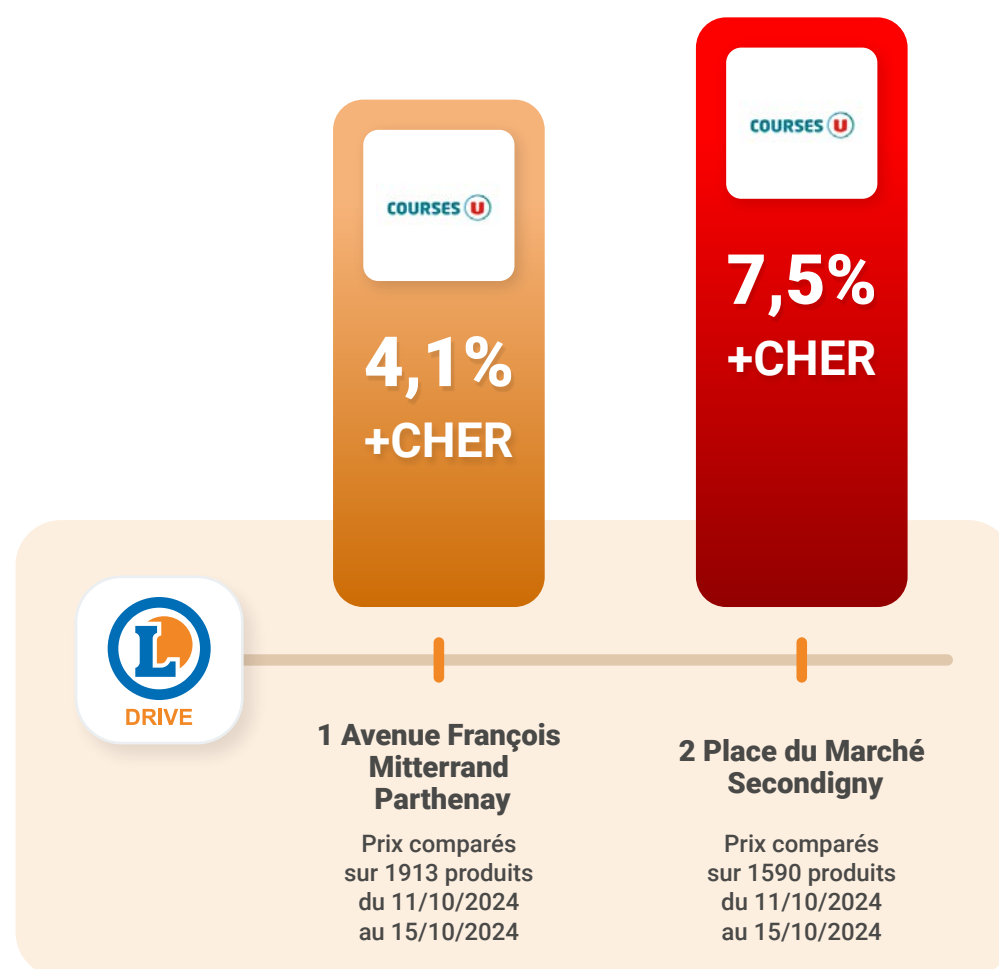 COURSES U
4,1%
+CHER
COURSES U
7,5%
+CHER
L
DRIVE
1 Avenue François
Mitterrand
Parthenay
Prix comparés
sur 1913 produits
du 11/10/2024
au 15/10/2024
2 Place du Marché
Secondigny
Prix comparés
sur 1590 produits
du 11/10/2024
au 15/10/2024